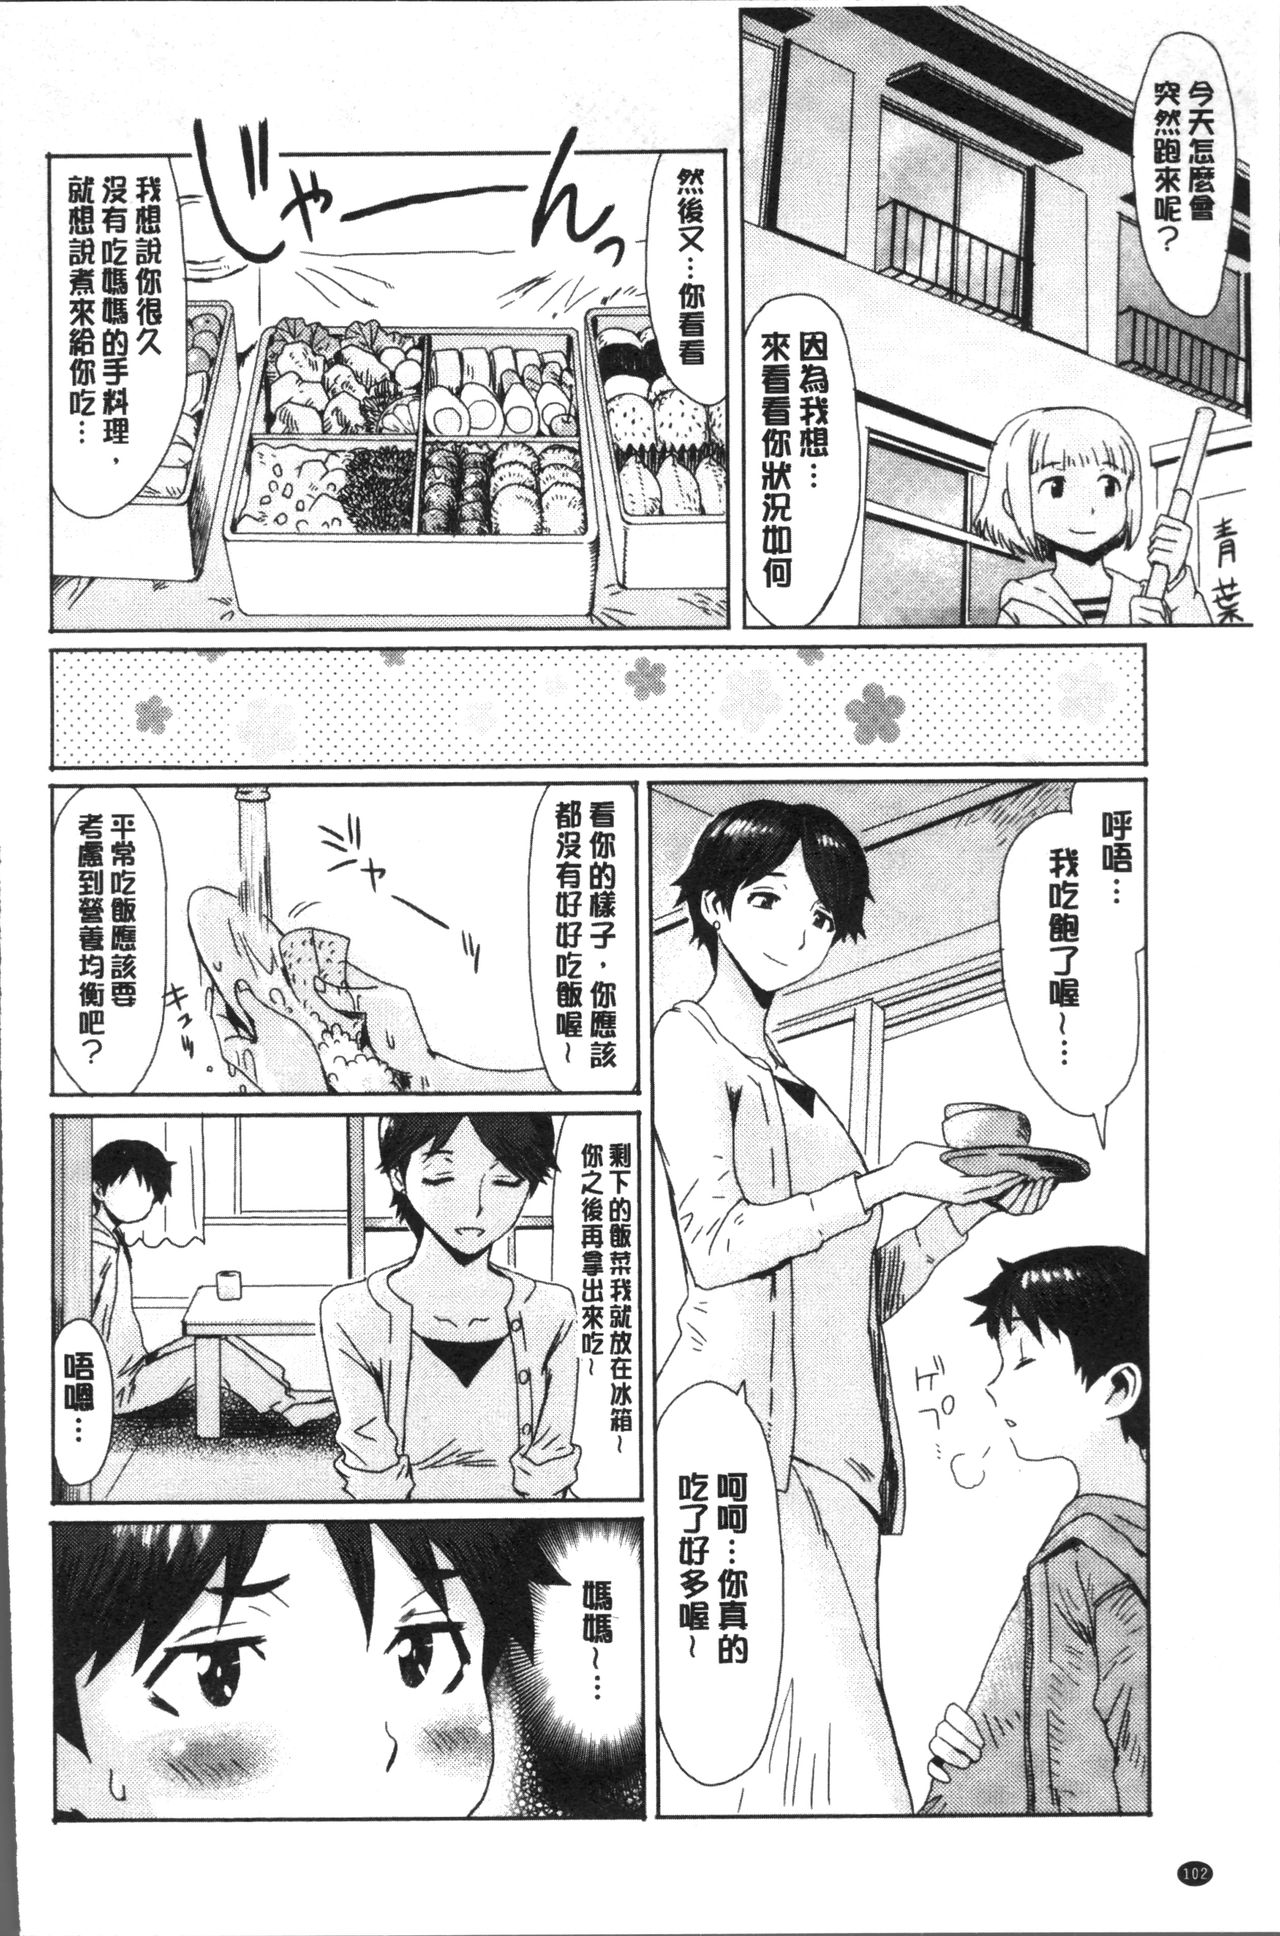 今天怎麼會
突然跑來呢？
因為我想…
來看看你狀況如何
青葉
然後又…你看看
じゃーんっ
我想說你很久
沒有吃媽媽的手料理，
就想說煮來給你吃…
呼唔…
我吃飽了喔～…
ゲプ
呵呵…你真的
吃了好多喔～
看你的樣子，你應該
都沒有好好吃飯喔～
平常吃飯應該要
考慮到營養均衡吧？
キュッ
剩下的飯菜我就放在冰箱～
你之後再拿出來吃～
唔嗯…
媽媽～…
102